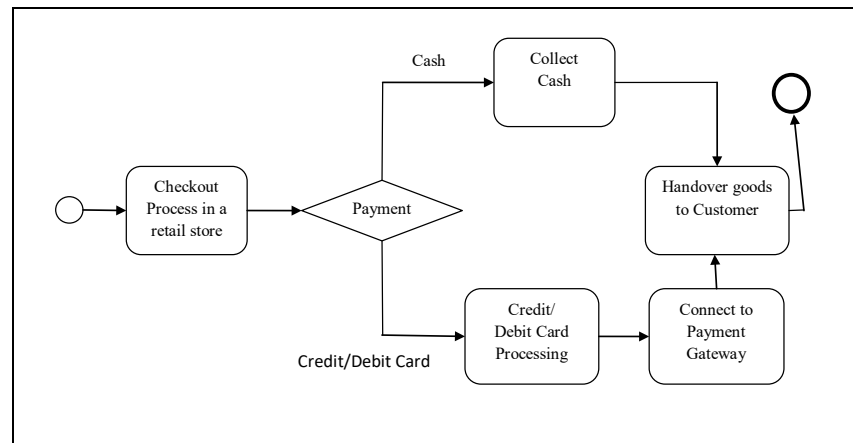 Cash
Collect
Cash
Checkout
Process in a
retail store
Payment
Handover goods
to Customer
Credit/
Debit Card
Processing
Connect to
Payment
Gateway
Credit/Debit Card